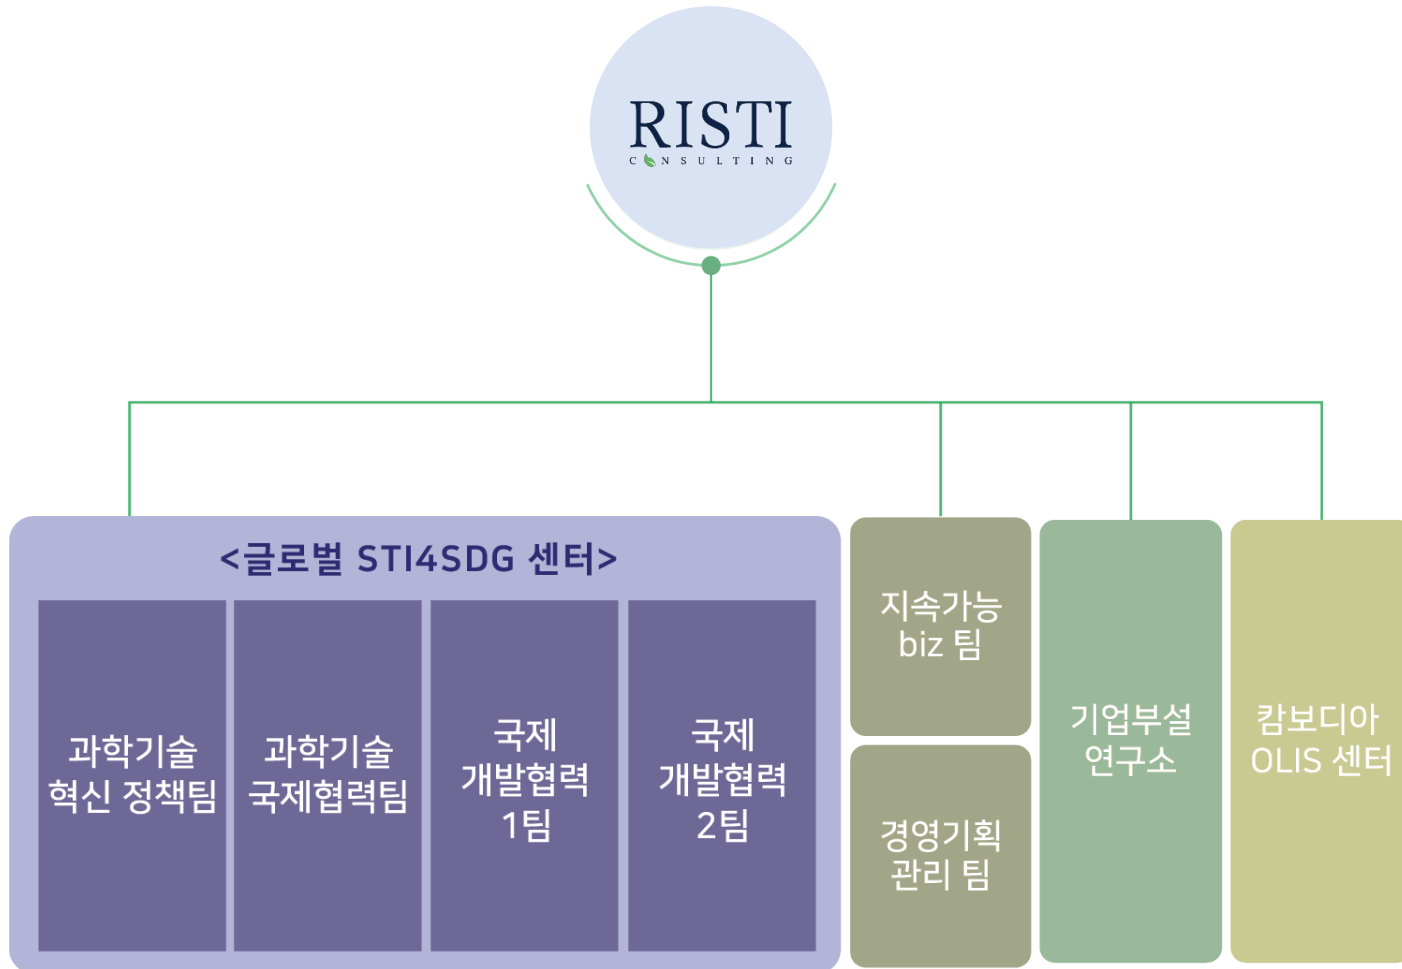 RISTI
CONSULTING
<글로벌 STI4SDG 센터>
과학기술
혁신 정책팀
과학기술
국제협력팀
국제
개발협력
1팀
국제
개발협력
2팀
지속가능
biz 팀
경영기획
관리 팀
기업부설
연구소
캄보디아
OLIS 센터